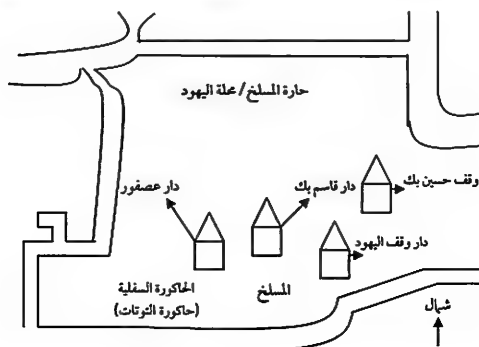 حارة المسلخ / محلة اليهود
وقف حسين بك
دار قاسم بك
دار عصفور
دار وقف اليهود
المسلخ
الحاكورة السفلية
(حاكورة التوتات)
شمال